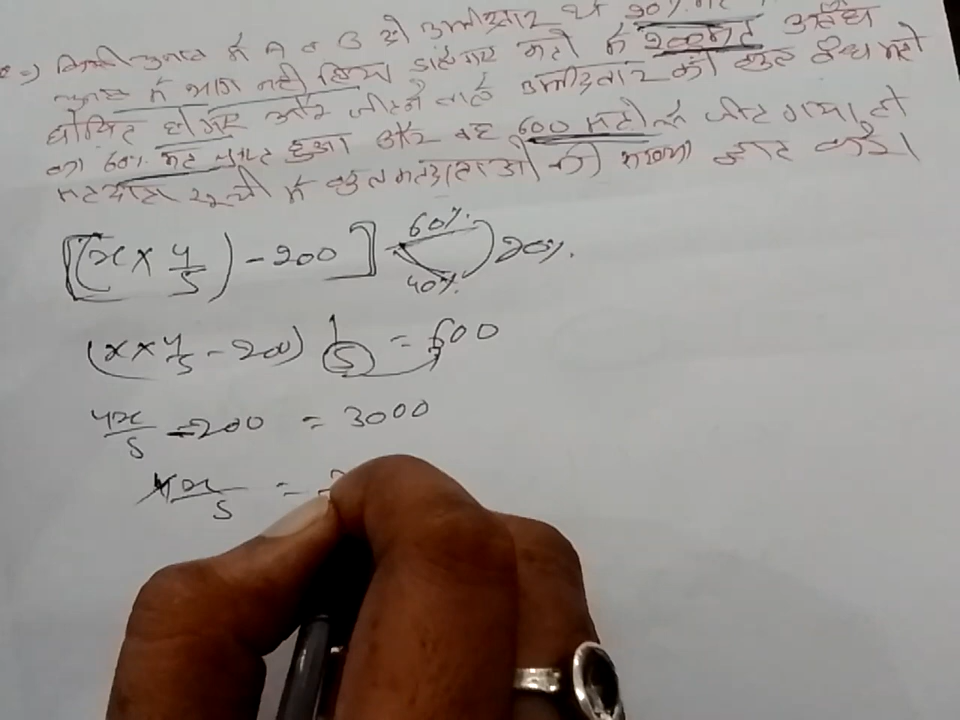 किसी चुनाव में A व B दो उम्मीदवार थे 20% मत
चुनाव में भाग नहीं लिया डाले गए मतो में 200 मत अवैध
घोषित हो गए और जीतने वाले उम्मीदवार को कुल वैध मतो
का 60% मत प्राप्त हुआ और वह 600 मतो से जीत गया, तो
मतदाता सूची में कुल मतदाताओ की संख्या ज्ञात करे।
[(x × 4/5) - 200] 60% 40% 20%.
(x × 4/5 - 200) 1/5 = 600
4x/5 - 200 = 3000
4x/5 =